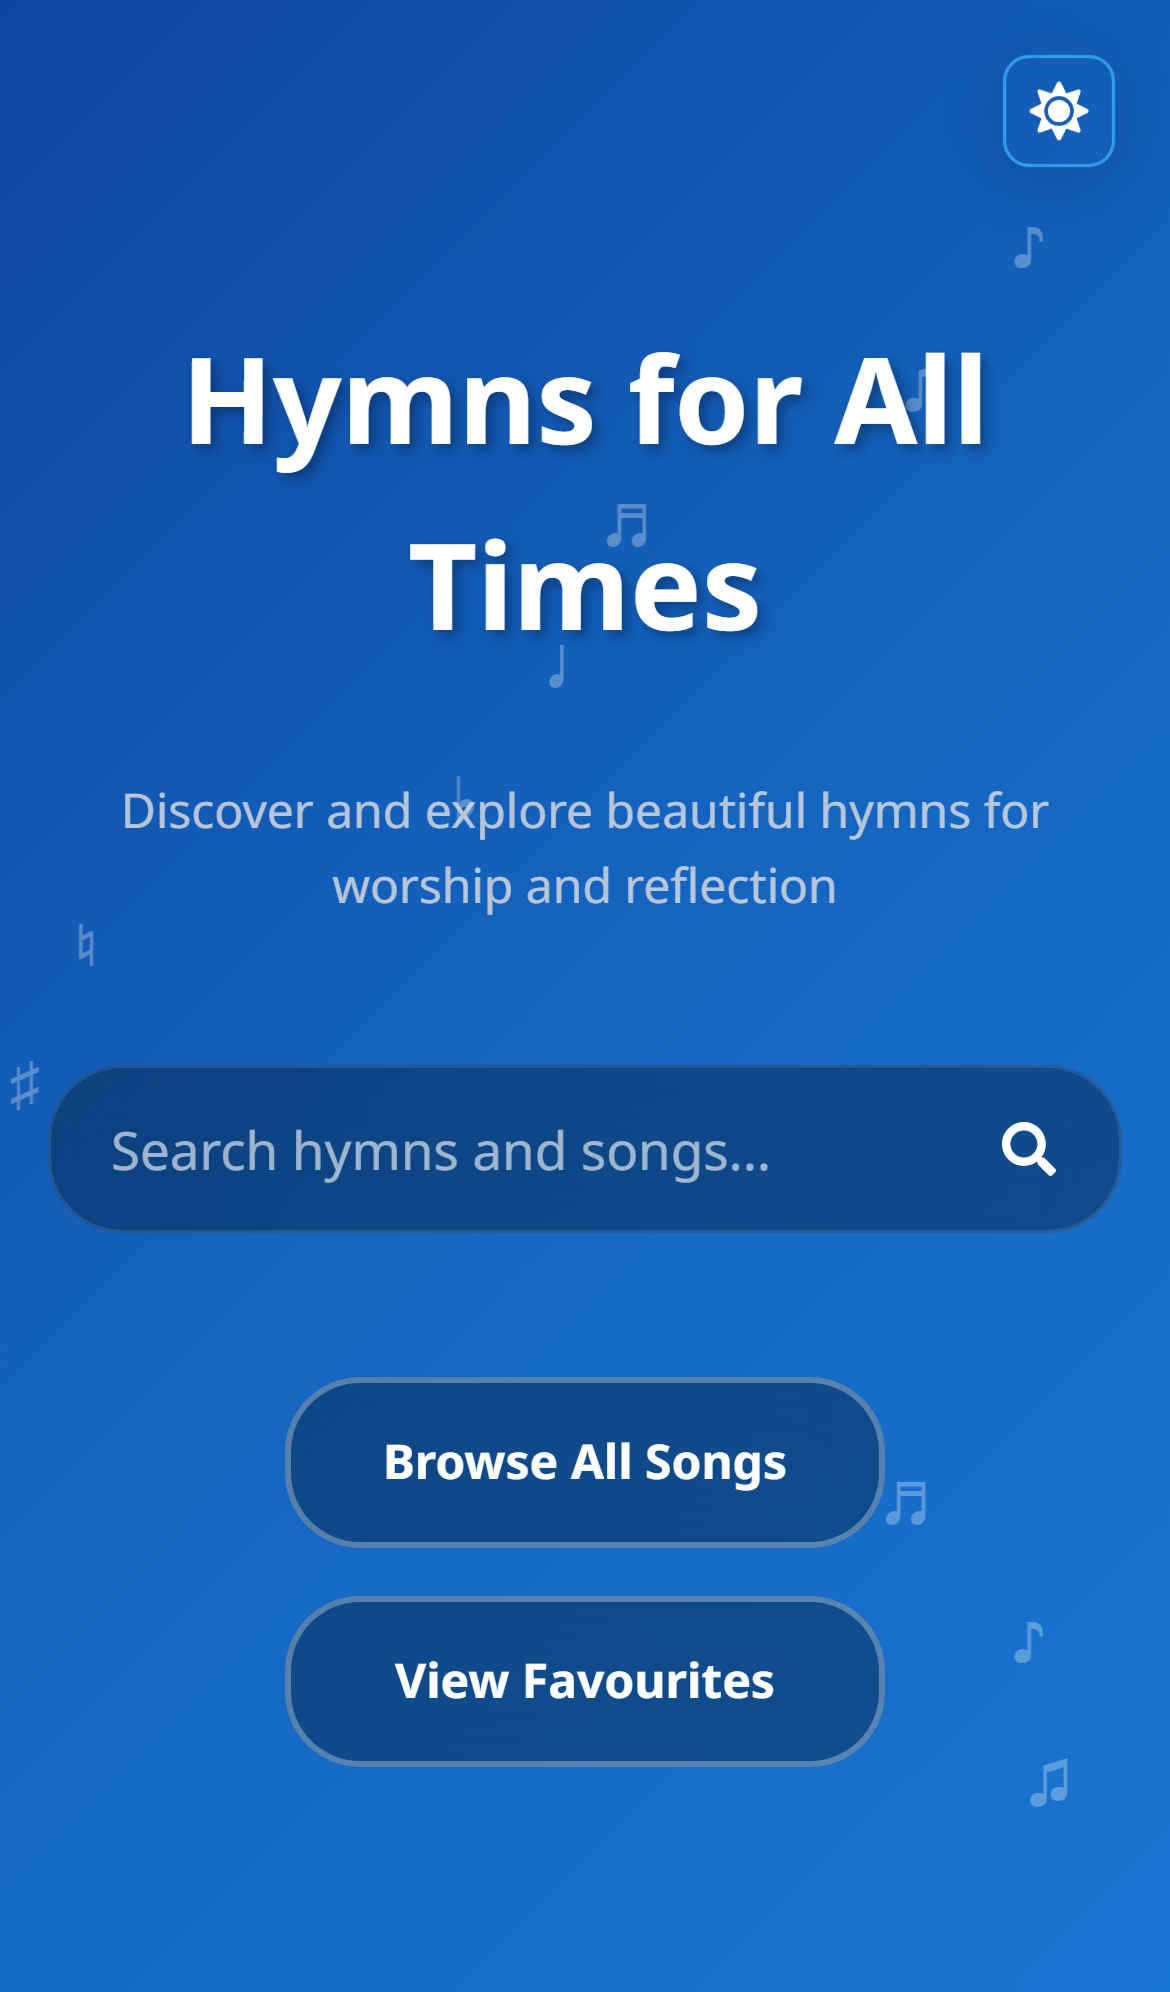 Hymns for All
Times
Discover and explore beautiful hymns for
worship and reflection
Search hymns and songs...
Browse All Songs
View Favourites